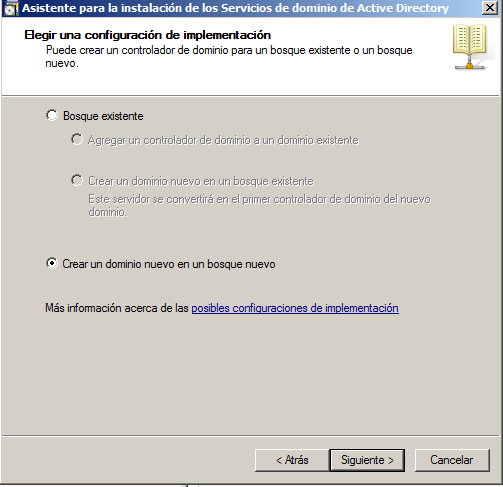 Asistente para la instalación de los Servicios de dominio de Active Directory
Elegir una configuración de implementación
Puede crear un controlador de dominio para un bosque existente o un bosque
nuevo.
Bosque existente
Agregar un controlador de dominio a un dominio existente
Crear un dominio nuevo en un bosque existente
Este servidor se convertirá en el primer controlador de dominio del nuevo
dominio.
Crear un dominio nuevo en un bosque nuevo
Más información acerca de las posibles configuraciones de implementación
< Atrás
Siguiente >
Cancelar